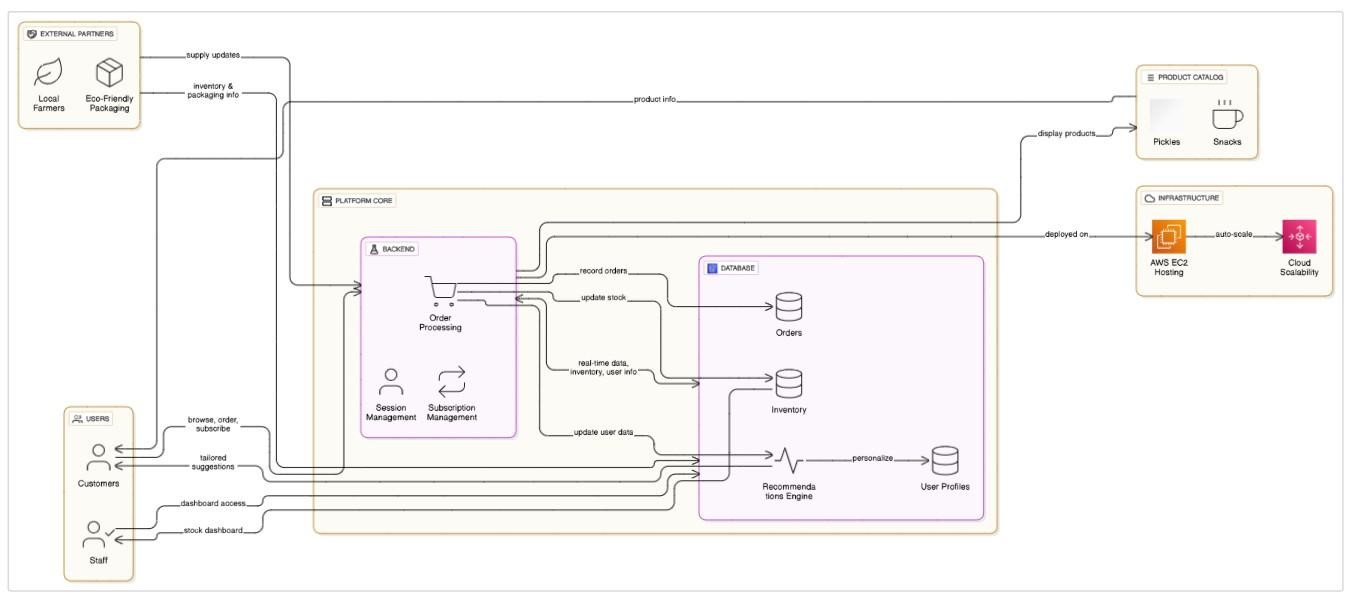 EXTERNAL PARTNERS
Local
Farmers
Eco-Friendly
Packaging
supply updates
inventory &
packaging info
product info
PRODUCT CATALOG
Pickles
Snacks
display products
INFRASTRUCTURE
AWS EC2
Hosting
auto-scale
Cloud
Scalability
deployed on
PLATFORM CORE
BACKEND
Order
Processing
Session
Management
Subscription
Management
record orders
update stock
real-time data,
inventory, user info
update user data
DATABASE
Orders
Inventory
Recommenda
tions Engine
personalize
User Profiles
USERS
Customers
Staff
browse, order,
subscribe
tailored
suggestions
dashboard access
stock dashboard